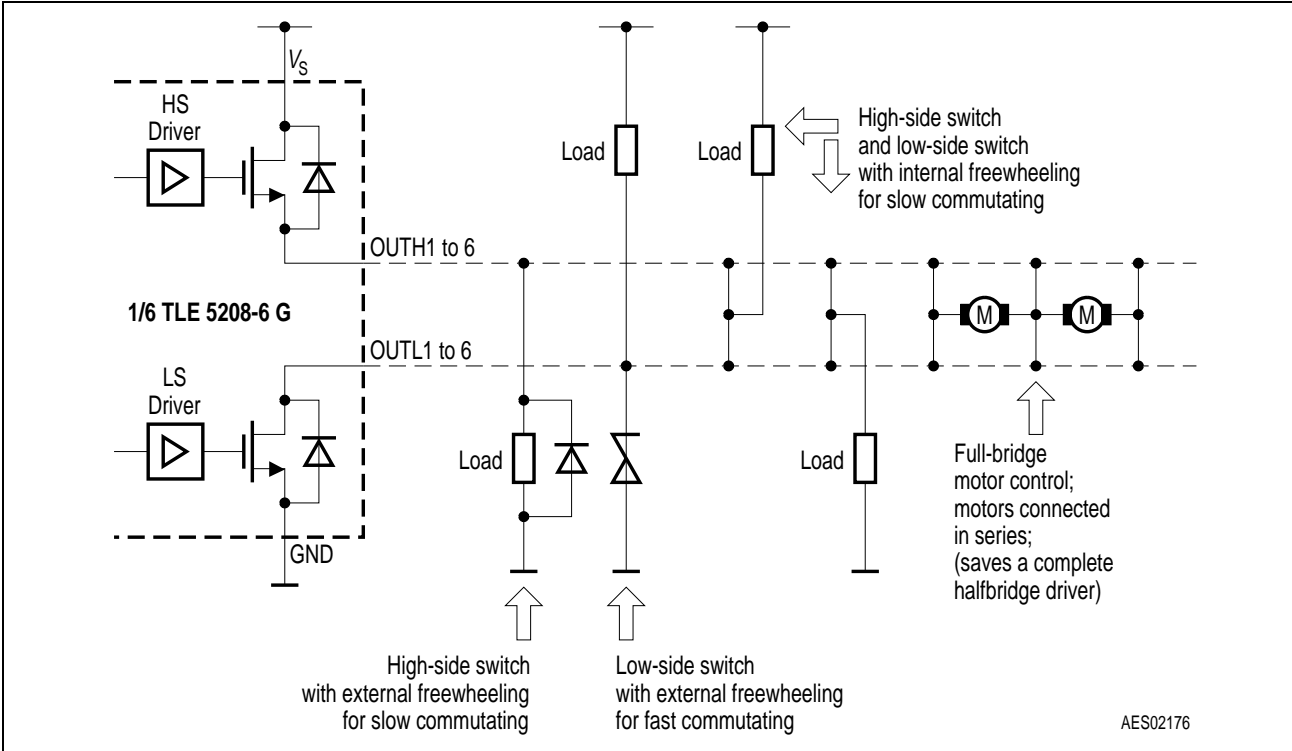 V_S
HS
Driver
OUTH1 to 6
1/6 TLE 5208-6 G
OUTL1 to 6
LS
Driver
GND
Load
Load
High-side switch
and low-side switch
with internal freewheeling
for slow commutating
M
M
Load
Load
Full-bridge
motor control;
motors connected
in series;
(saves a complete
halfbridge driver)
High-side switch
with external freewheeling
for slow commutating
Low-side switch
with external freewheeling
for fast commutating
AES02176